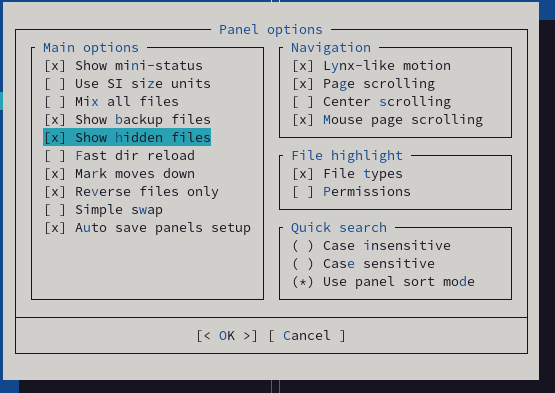 Panel options
Main options
[x] Show mini-status
[ ] Use SI size units
[ ] Mix all files
[x] Show backup files
[x] Show hidden files
[ ] Fast dir reload
[x] Mark moves down
[x] Reverse files only
[ ] Simple swap
[x] Auto save panels setup
Navigation
[x] Lynx-like motion
[x] Page scrolling
[ ] Center scrolling
[x] Mouse page scrolling
File highlight
[x] File types
[ ] Permissions
Quick search
( ) Case insensitive
( ) Case sensitive
(*) Use panel sort mode
[< OK >] [ Cancel ]